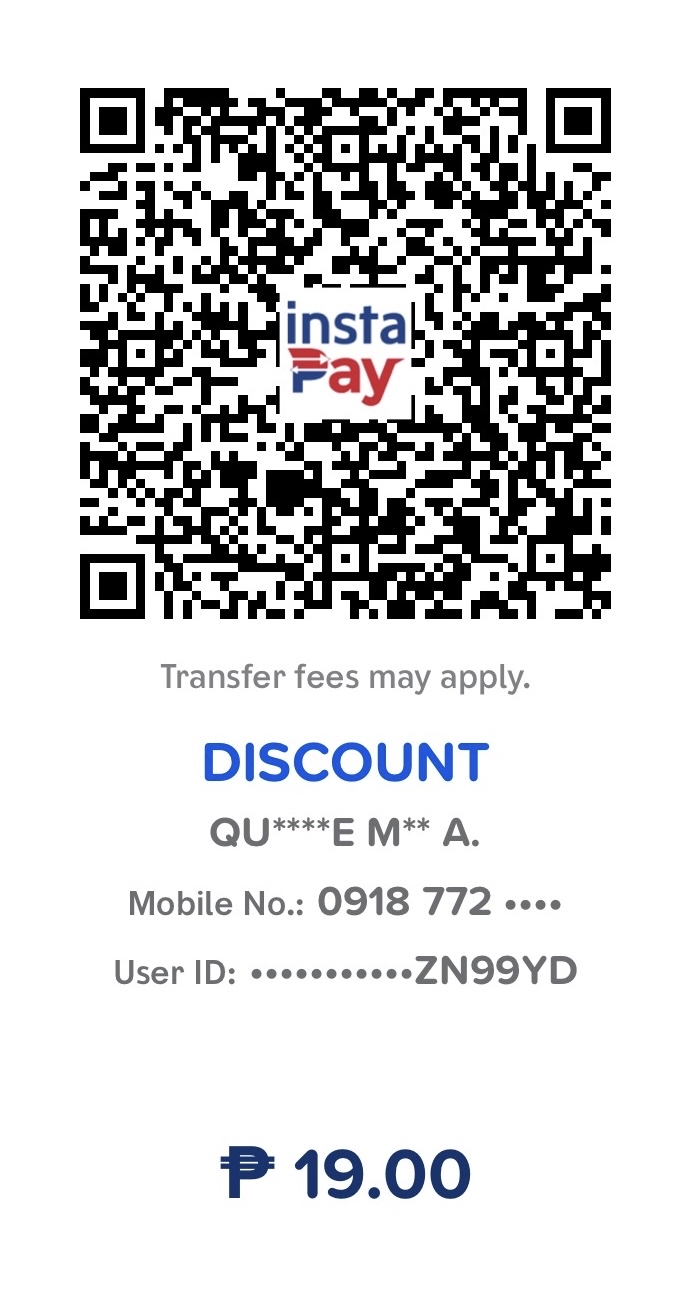 insta
Pay
Transfer fees may apply.
DISCOUNT
QU****E M** A.
Mobile No.: 0918 772 ••••
User ID: •••••••••••ZN99YD
₱ 19.00